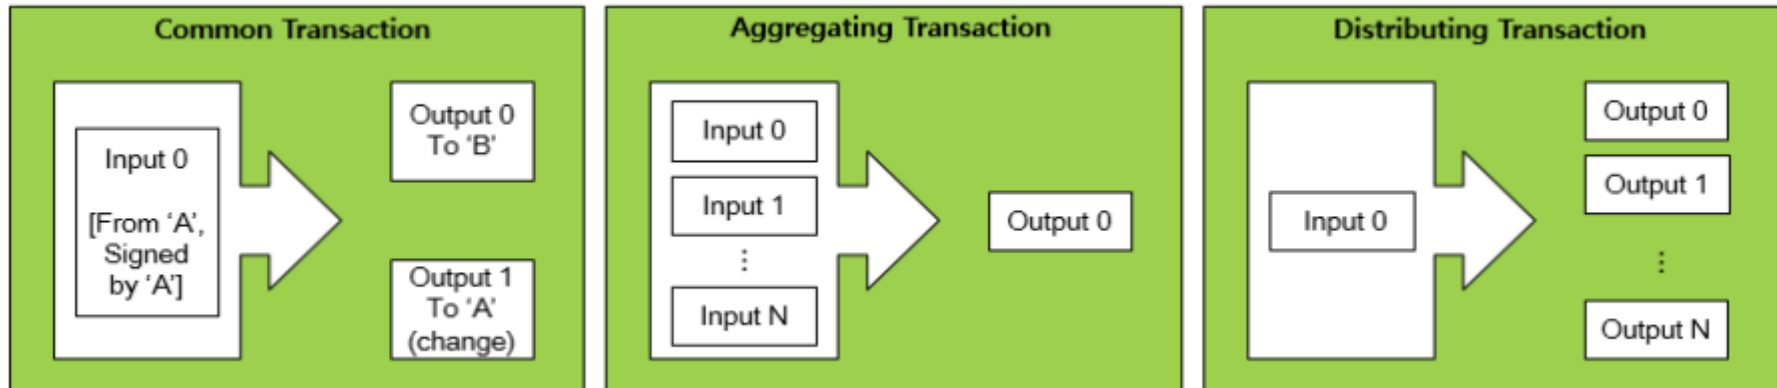 Common Transaction
Input 0
[From ‘A’,
Signed
by ‘A’]
Output 0
To ‘B’
Output 1
To ‘A’
(change)
Aggregating Transaction
Input 0
Input 1
⋮
Input N
Output 0
Distributing Transaction
Input 0
Output 0
Output 1
⋮
Output N